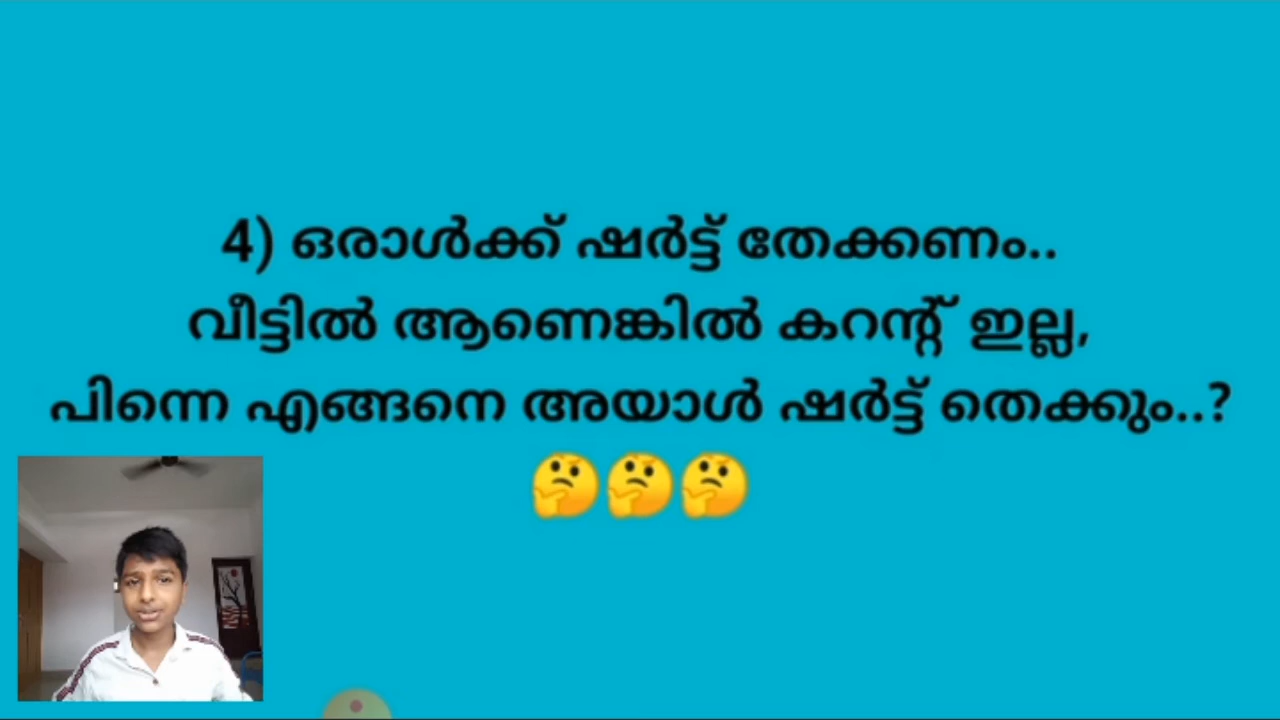 4) ഒരാൾക്ക് ഷർട്ട് തേക്കണം..
വീട്ടിൽ ആണെങ്കിൽ കറന്റ് ഇല്ല,
പിന്നെ എങ്ങനെ അയാൾ ഷർട്ട് തെക്കും..?
🤔🤔🤔